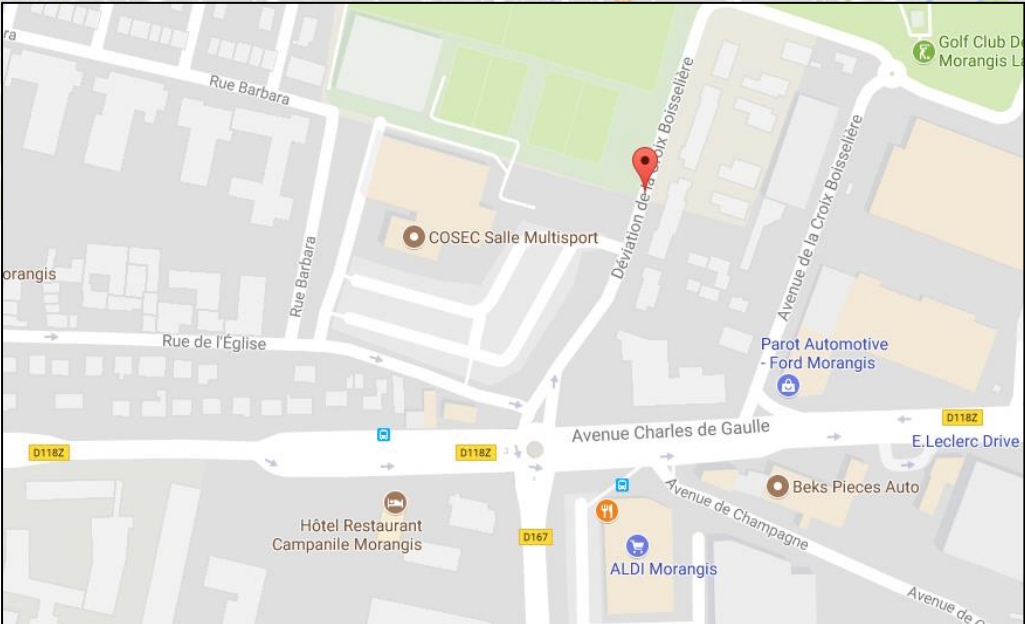 Golf Club De
Morangis La
ra
Rue Barbara
Déviation de la Croix Boisselière
Avenue de la Croix Boisselière
COSEC Salle Multisport
Rue Barbara
orangis
Rue de l'Église
Parot Automotive
- Ford Morangis
D118Z
Avenue Charles de Gaulle
E.Leclerc Drive
D118Z
D118Z
Beks Pieces Auto
Avenue de Champagne
Hôtel Restaurant
Campanile Morangis
D167
ALDI Morangis
Avenue de C